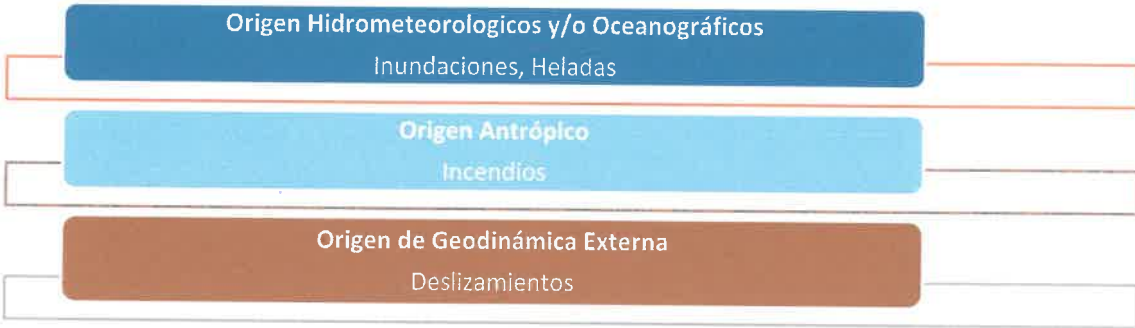 Origen Hidrometeorologicos y/o Oceanográficos
Inundaciones, Heladas
Origen Antrópico
Incendios
Origen de Geodinámica Externa
Deslizamientos